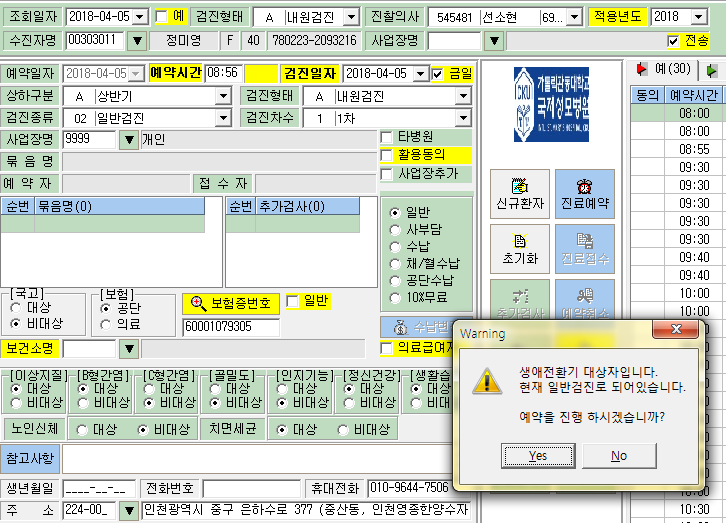 조회일자 2018-04-05 예 검진형태 A |내원검진 진찰의사 545481 |선소현 |69... 적용년도 2018
수진자명 00303011 정미영 F 40 780223-2093216 사업장명 전송
예약일자 2018-04-05 예약시간 08:56 검진일자 2018-04-05 금일
상하구분 A |상반기 검진형태 A |내원검진
검진종류 02 |일반검진 검진차수 1 |1차
사업장명 9999 개인 타병원
묶 음 명 활용동의
예 약 자 접 수 자 사업장추가
순번 묶음명(0) 순번 추가검사(0)
일반
사부담
수납
채/혈수납
공단수납
10%무료
[국고] 대상 비대상
[보험] 공단 의료
보험증번호 일반
60001079305
수납
보건소명 의료급여
[이상지질] [B형간염] [C형간염] [골밀도] [인지기능] [정신건강] [생활습
대상 대상 대상 대상 대상 대상 대상
비대상 비대상 비대상 비대상 비대상 비대상
노인신체 대상 비대상 치면세균 대상 비대상
참고사항
생년월일 ____-__-__ 전화번호 휴대전화 010-9644-7506
주 소 224-00_ 인천광역시 중구 은하수로 377 (중산동, 인천영종한양수자
CKU
가톨릭관동대학교
국제성모병원
신규환자 진료예약
초기화 진료접수
추가검사 예약취소
예(30)
동의 예약시간
08:00
08:00
08:55
09:30
09:30
09:30
09:30
09:40
09:40
10:00
10:00
10:00
Warning
생애전환기 대상자입니다.
현재 일반검진로 되어있습니다.
예약을 진행 하시겠습니까?
Yes No